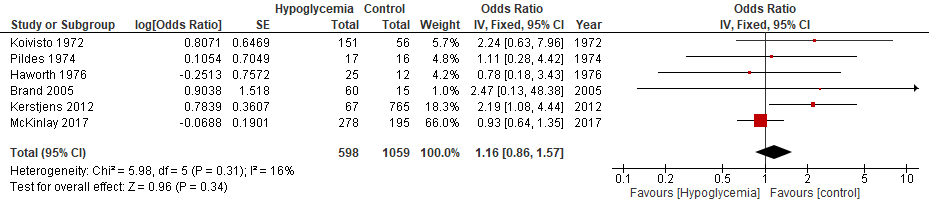 Hypoglycemia Control Odds Ratio Odds Ratio
Study or Subgroup log[Odds Ratio] SE Total Total Weight IV, Fixed, 95% CI Year IV, Fixed, 95% CI
Koivisto 1972 0.8071 0.6469 151 56 5.7% 2.24 [0.63, 7.96] 1972
Pildes 1974 0.1054 0.7049 17 16 4.8% 1.11 [0.28, 4.42] 1974
Haworth 1976 -0.2513 0.7572 25 12 4.2% 0.78 [0.18, 3.43] 1976
Brand 2005 0.9038 1.518 60 15 1.0% 2.47 [0.13, 48.38] 2005
Kerstjens 2012 0.7839 0.3607 67 765 18.3% 2.19 [1.08, 4.44] 2012
McKinlay 2017 -0.0688 0.1901 278 195 66.0% 0.93 [0.64, 1.35] 2017
Total (95% CI) 598 1059 100.0% 1.16 [0.86, 1.57]
Heterogeneity: Chi² = 5.98, df = 5 (P = 0.31); I² = 16%
Test for overall effect: Z = 0.96 (P = 0.34)
0.1 0.2 0.5 1 2 5 10
Favours [Hypoglycemia] Favours [control]